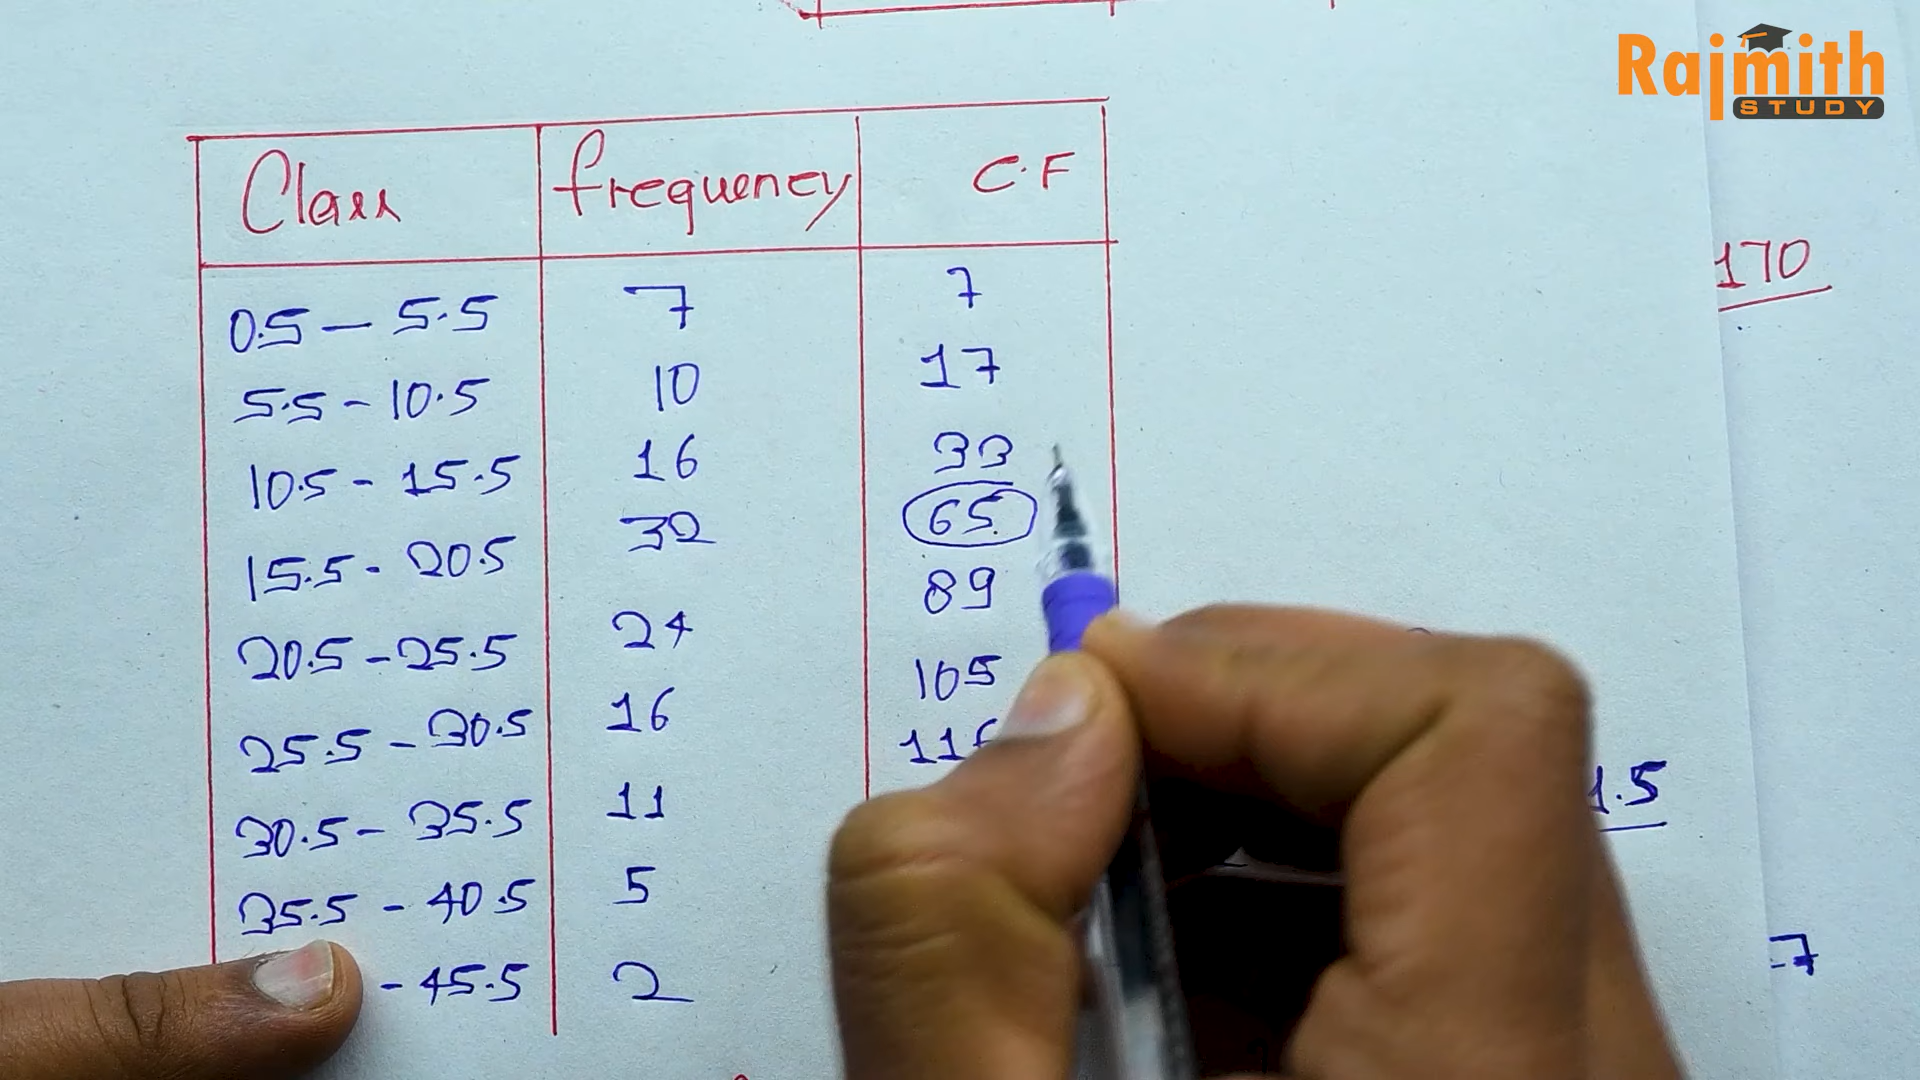 Rajmith
STUDY
Class frequency C.F
0.5 — 5.5 7 7
5.5 - 10.5 10 17
10.5 - 15.5 16 33
15.5 - 20.5 32 65
20.5 - 25.5 24 89
25.5 - 30.5 16 105
30.5 - 35.5 11
35.5 - 40.5 5
- 45.5 2
170
.5
-7